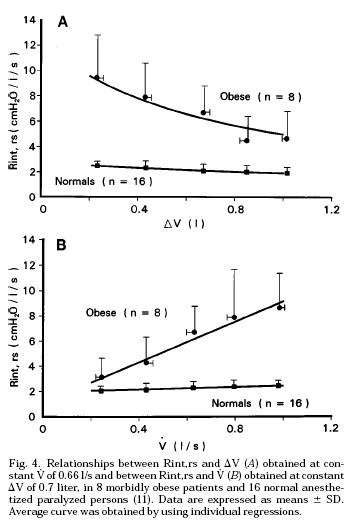 A
14
12
10
8
6
4
2
0
Rint, rs (cmH2O / l / s)
Obese ( n = 8 )
Normals ( n = 16 )
0
0.4
0.8
1.2
ΔV ( l )
B
14
12
10
8
6
4
2
0
Rint, rs (cmH2O / l / s)
Obese ( n = 8 )
Normals ( n = 16 )
0
0.4
0.8
1.2
V̇ ( l / s )
Fig. 4. Relationships between Rint,rs and ΔV (A) obtained at con-
stant V̇ of 0.66 l/s and between Rint,rs and V̇ (B) obtained at constant
ΔV of 0.7 liter, in 8 morbidly obese patients and 16 normal anesthe-
tized paralyzed persons (11). Data are expressed as means ± SD.
Average curve was obtained by using individual regressions.